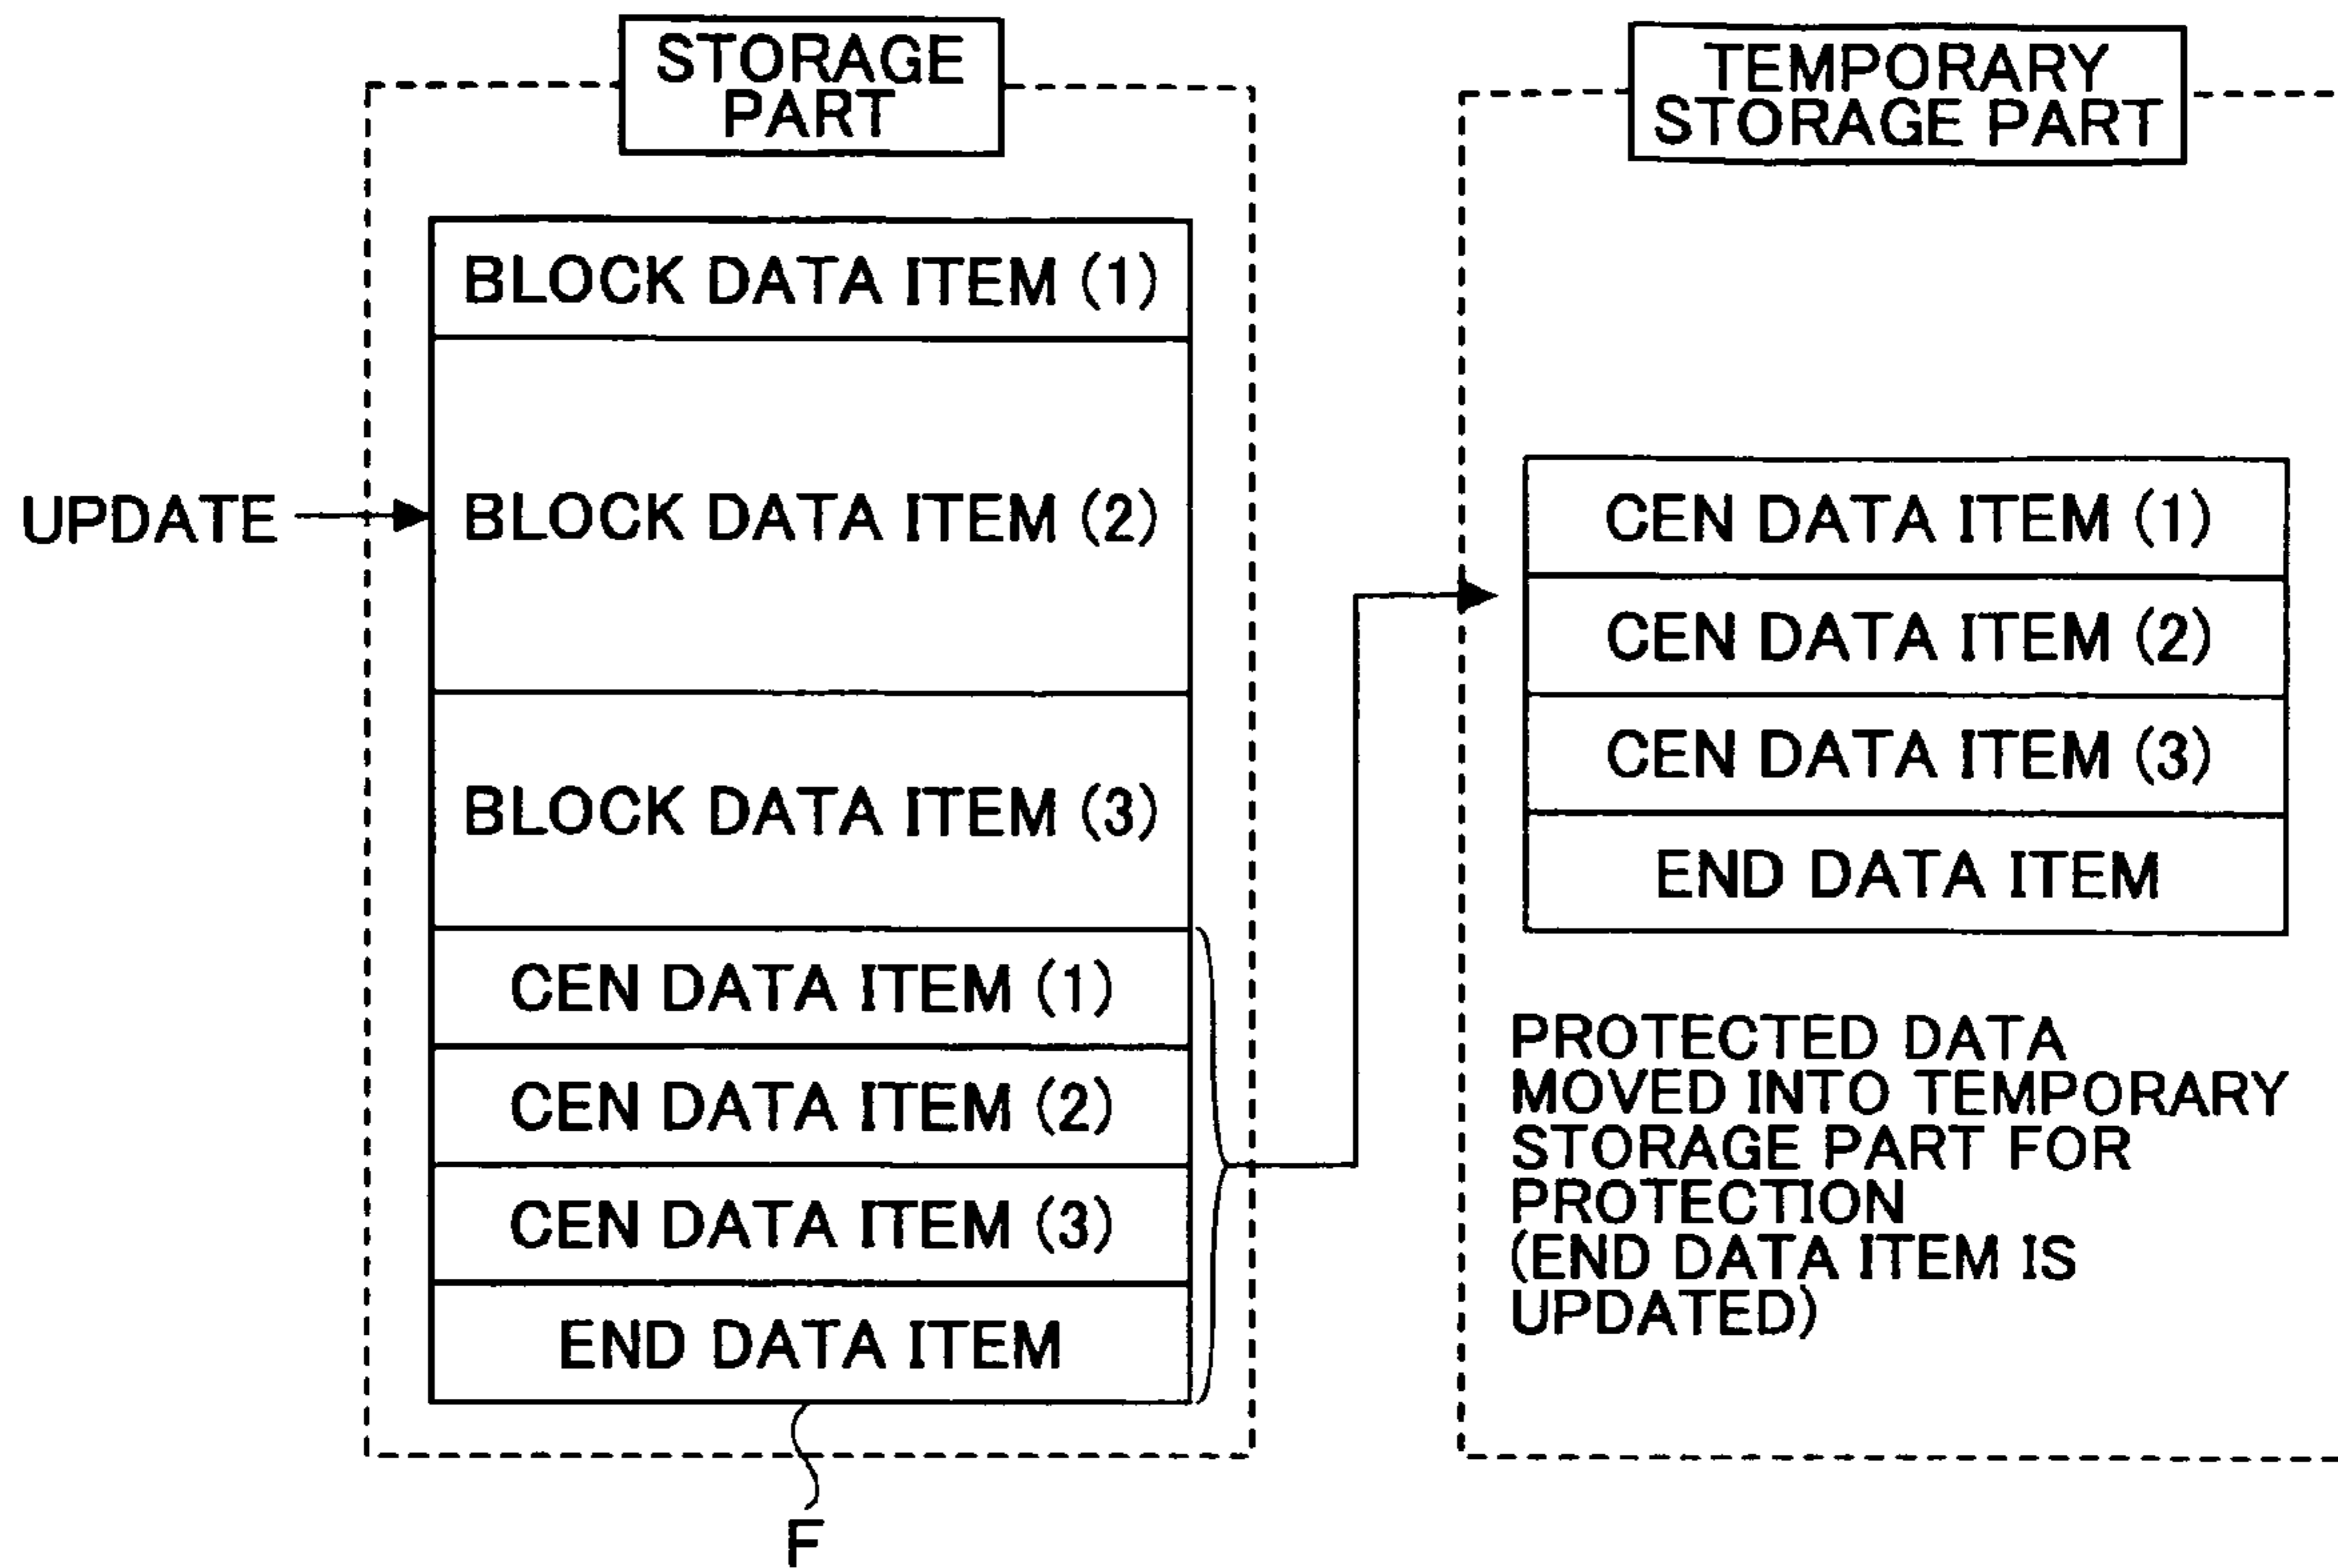 STORAGE
PART
BLOCK DATA ITEM (1)
UPDATE
BLOCK DATA ITEM (2)
BLOCK DATA ITEM (3)
CEN DATA ITEM (1)
CEN DATA ITEM (2)
CEN DATA ITEM (3)
END DATA ITEM
F
TEMPORARY
STORAGE PART
CEN DATA ITEM (1)
CEN DATA ITEM (2)
CEN DATA ITEM (3)
END DATA ITEM
PROTECTED DATA
MOVED INTO TEMPORARY
STORAGE PART FOR
PROTECTION
(END DATA ITEM IS
UPDATED)